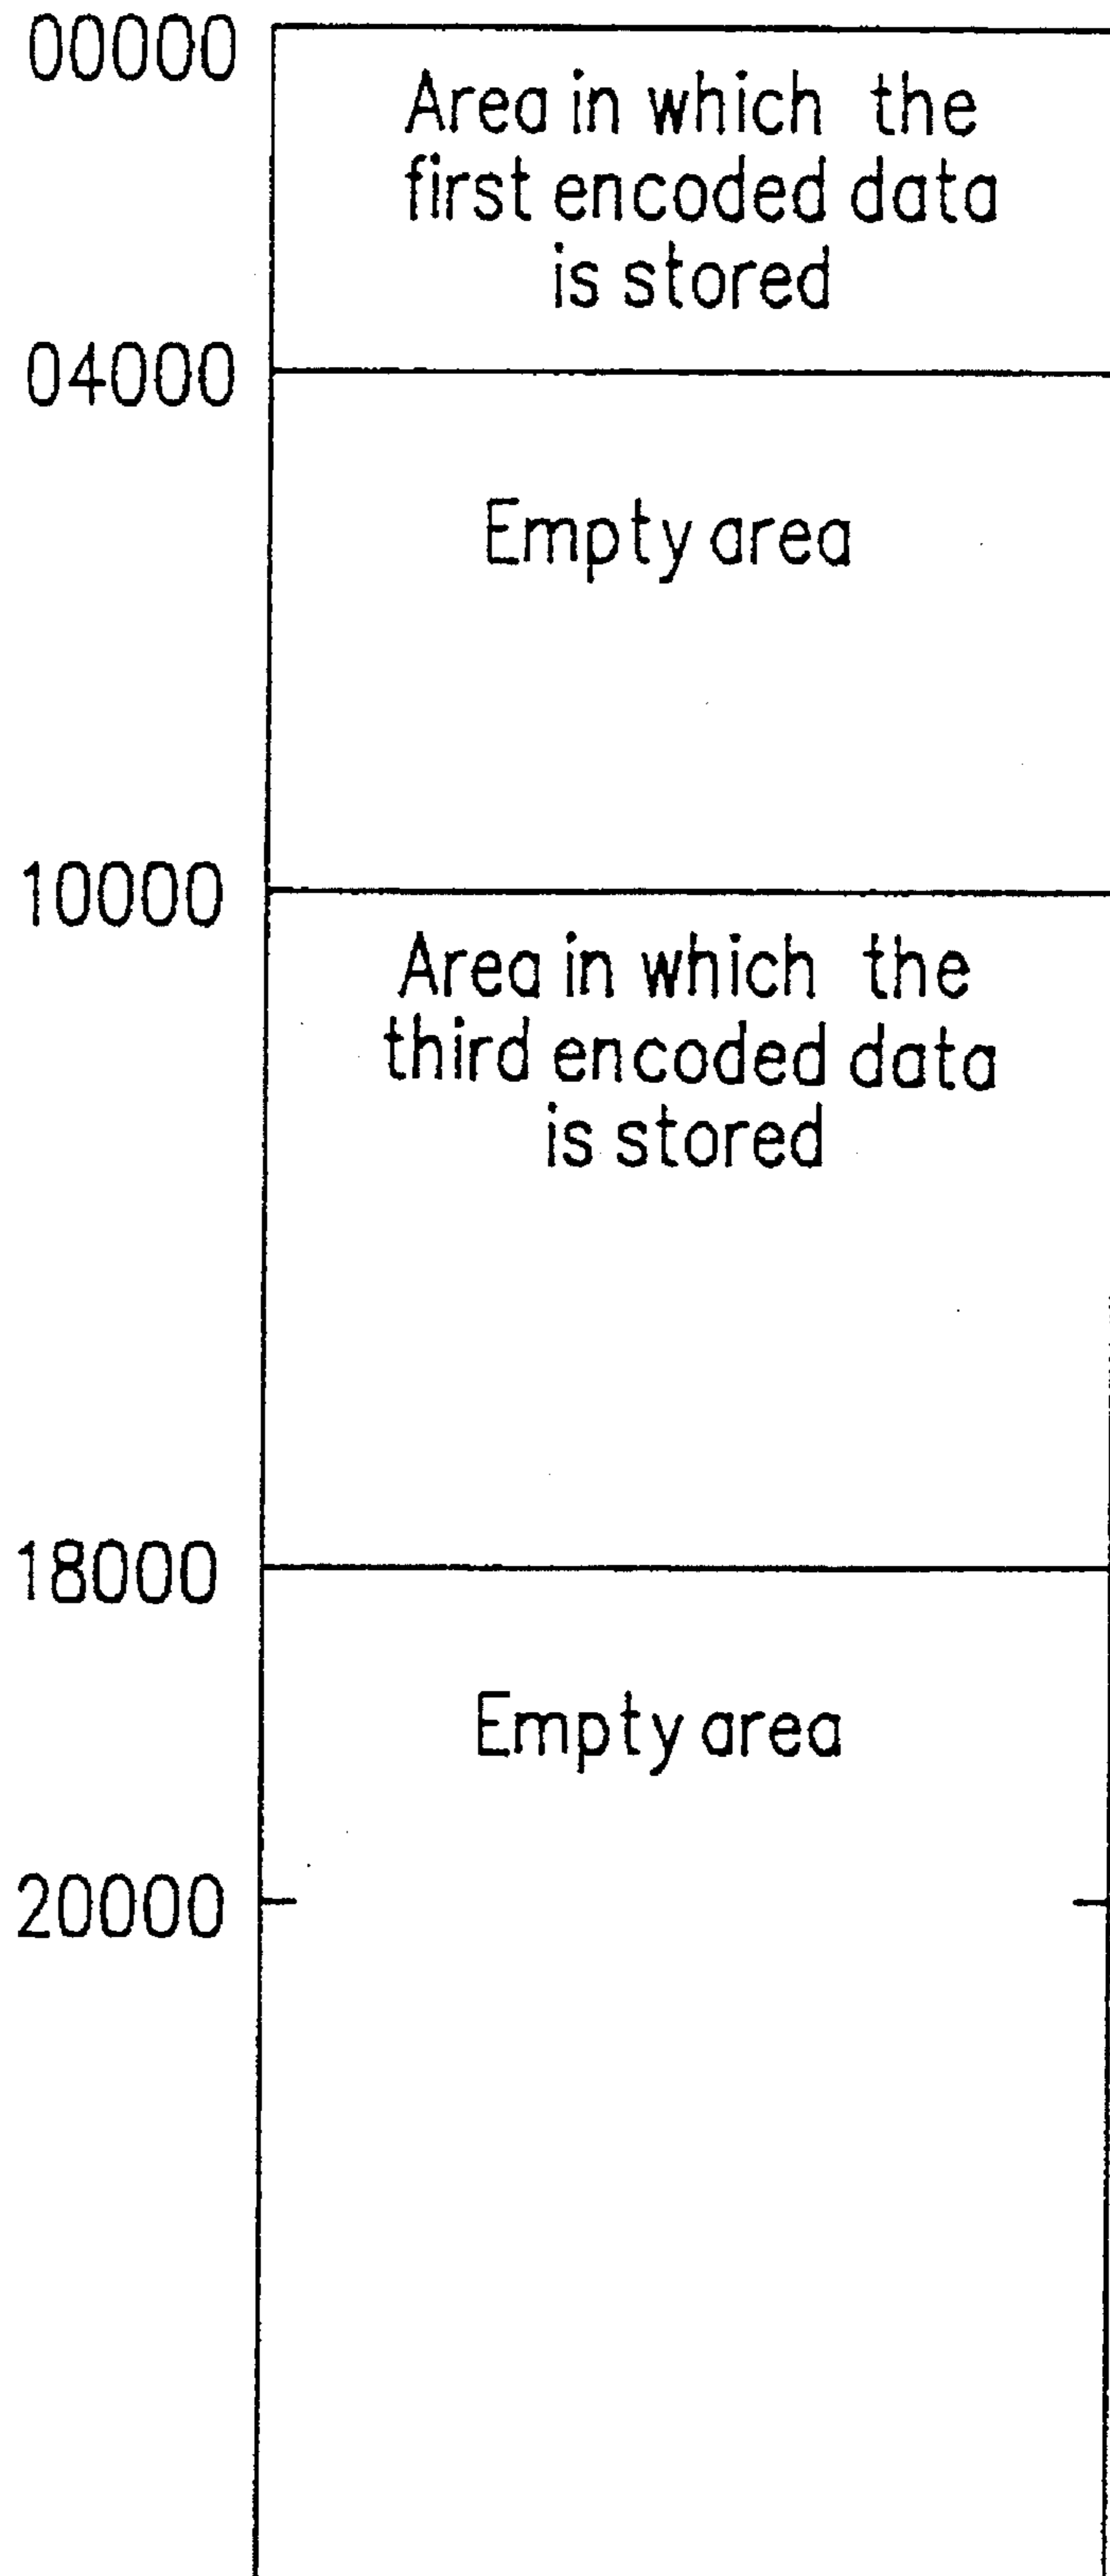 00000
Area in which the
first encoded data
is stored
04000
Empty area
10000
Area in which the
third encoded data
is stored
18000
Empty area
20000